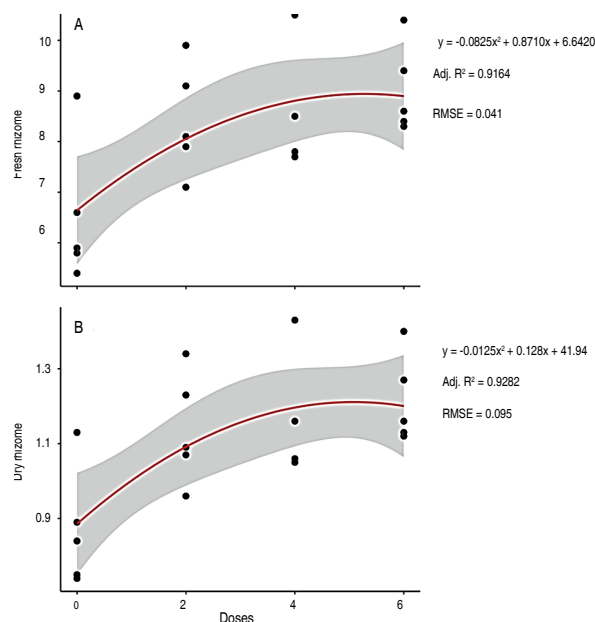 A
10
9
8
7
6
Fresh rhizome
y = -0.0825x² + 0.8710x + 6.6420
Adj. R² = 0.9164
RMSE = 0.041
B
1.3
1.1
0.9
Dry rnizome
y = -0.0125x² + 0.128x + 41.94
Adj. R² = 0.9282
RMSE = 0.095
0
2
4
6
Doses